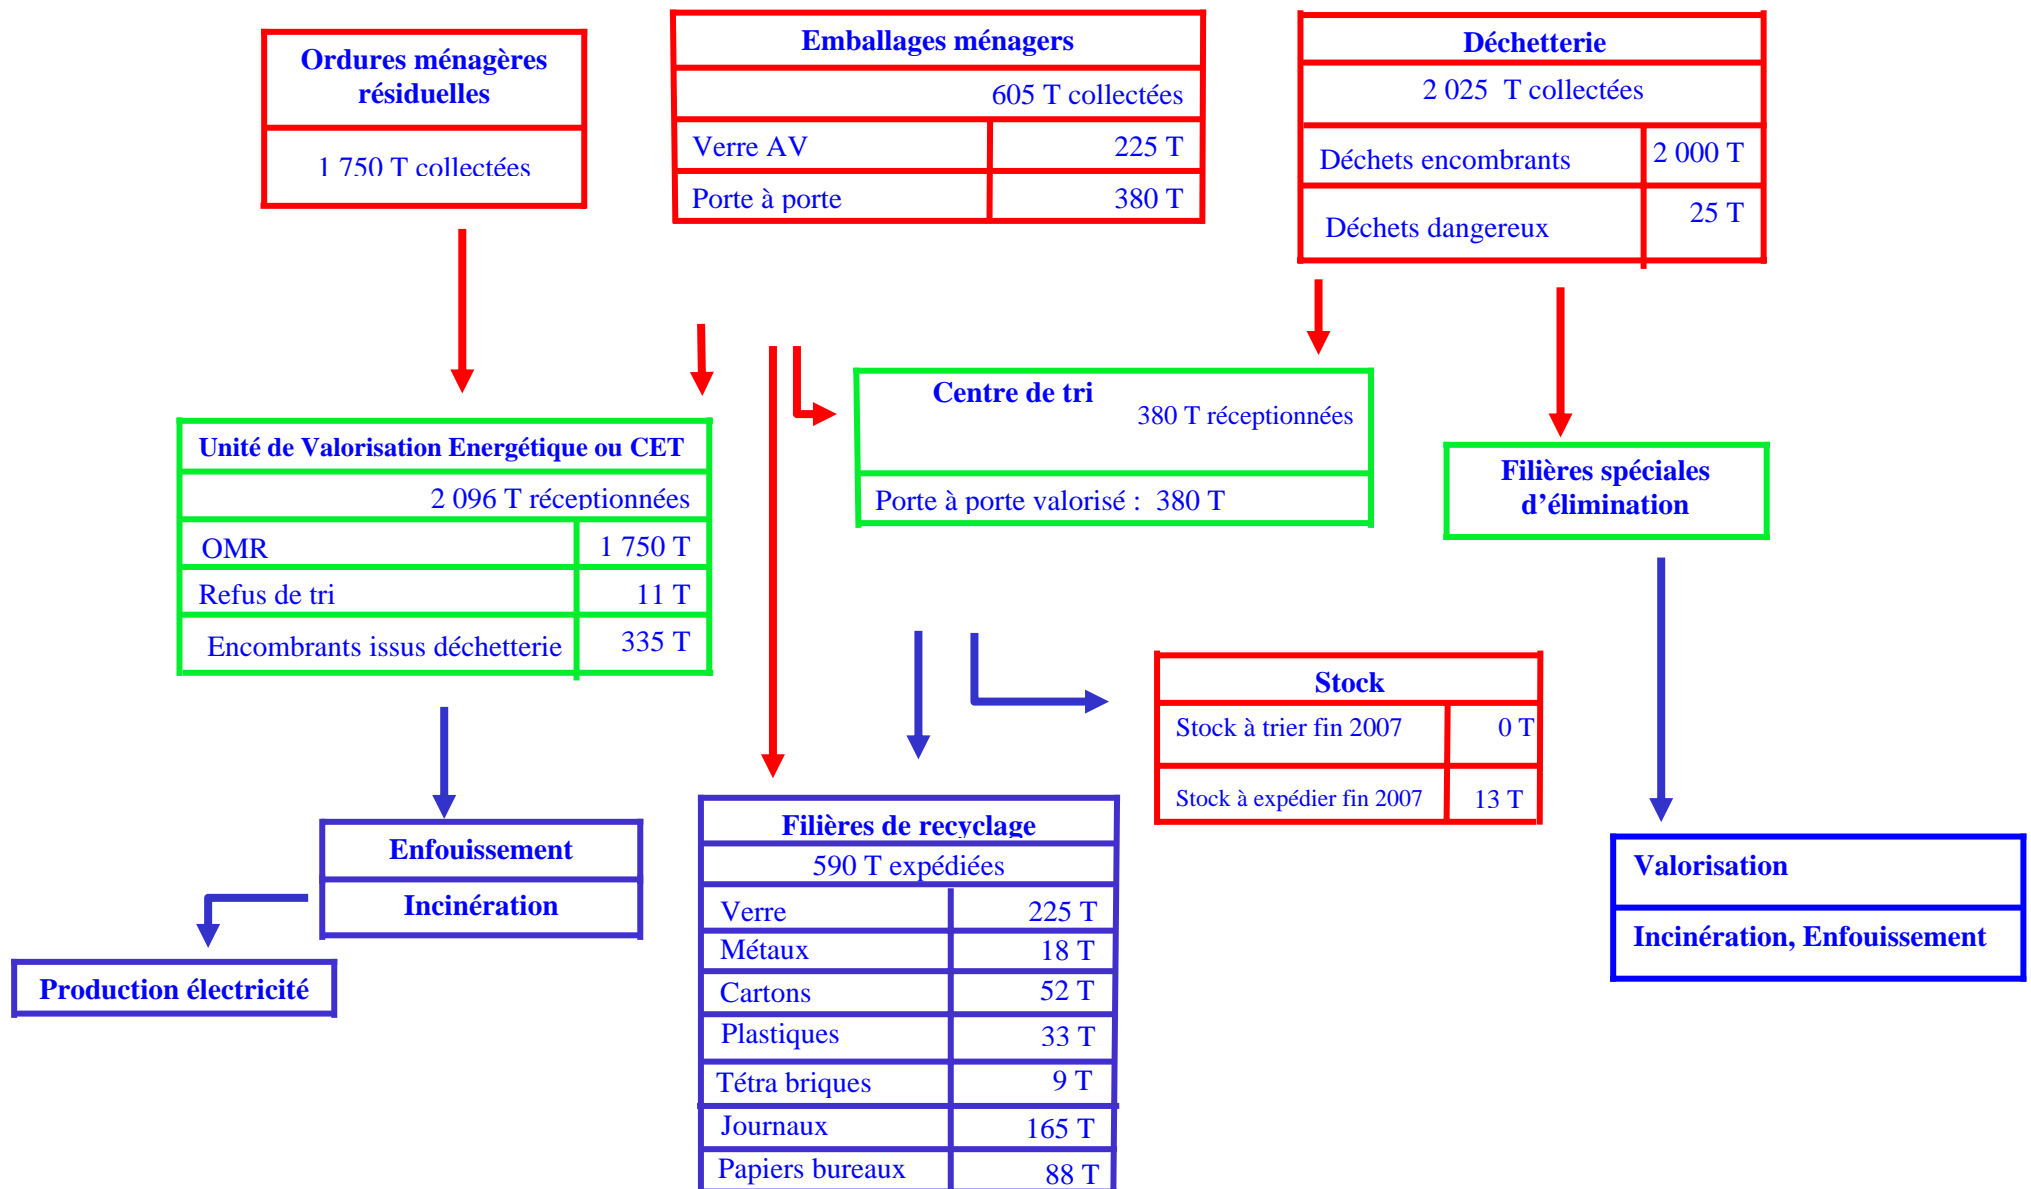 Ordures ménagères
résiduelles
1 750 T collectées
Emballages ménagers
605 T collectées
Verre AV 225 T
Porte à porte 380 T
Déchetterie
2 025 T collectées
Déchets encombrants 2 000 T
Déchets dangereux 25 T
Unité de Valorisation Energétique ou CET
2 096 T réceptionnées
OMR 1 750 T
Refus de tri 11 T
Encombrants issus déchetterie 335 T
Centre de tri
380 T réceptionnées
Porte à porte valorisé : 380 T
Filières spéciales
d’élimination
Stock
Stock à trier fin 2007 0 T
Stock à expédier fin 2007 13 T
Enfouissement
Incinération
Production électricité
Filières de recyclage
590 T expédiées
Verre 225 T
Métaux 18 T
Cartons 52 T
Plastiques 33 T
Tétra briques 9 T
Journaux 165 T
Papiers bureaux 88 T
Valorisation
Incinération, Enfouissement